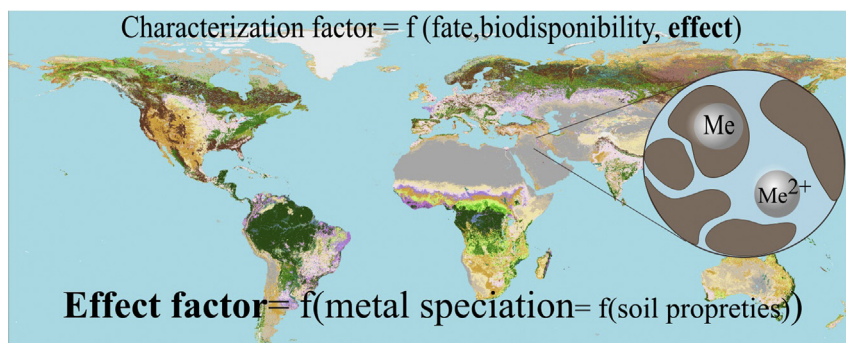 Characterization factor = f (fate,biodisponibility, effect)
Me
Me2+
Effect factor= f(metal speciation= f(soil propreties))